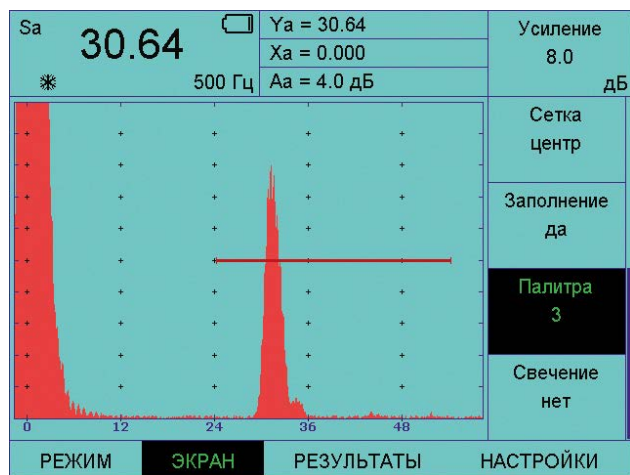 Sa
30.64
500 Гц
Ya = 30.64
Xa = 0.000
Aa = 4.0 дБ
Усиление
8.0
дБ
Сетка
центр
Заполнение
да
Палитра
3
Свечение
нет
0 12 24 36 48
РЕЖИМ ЭКРАН РЕЗУЛЬТАТЫ НАСТРОЙКИ